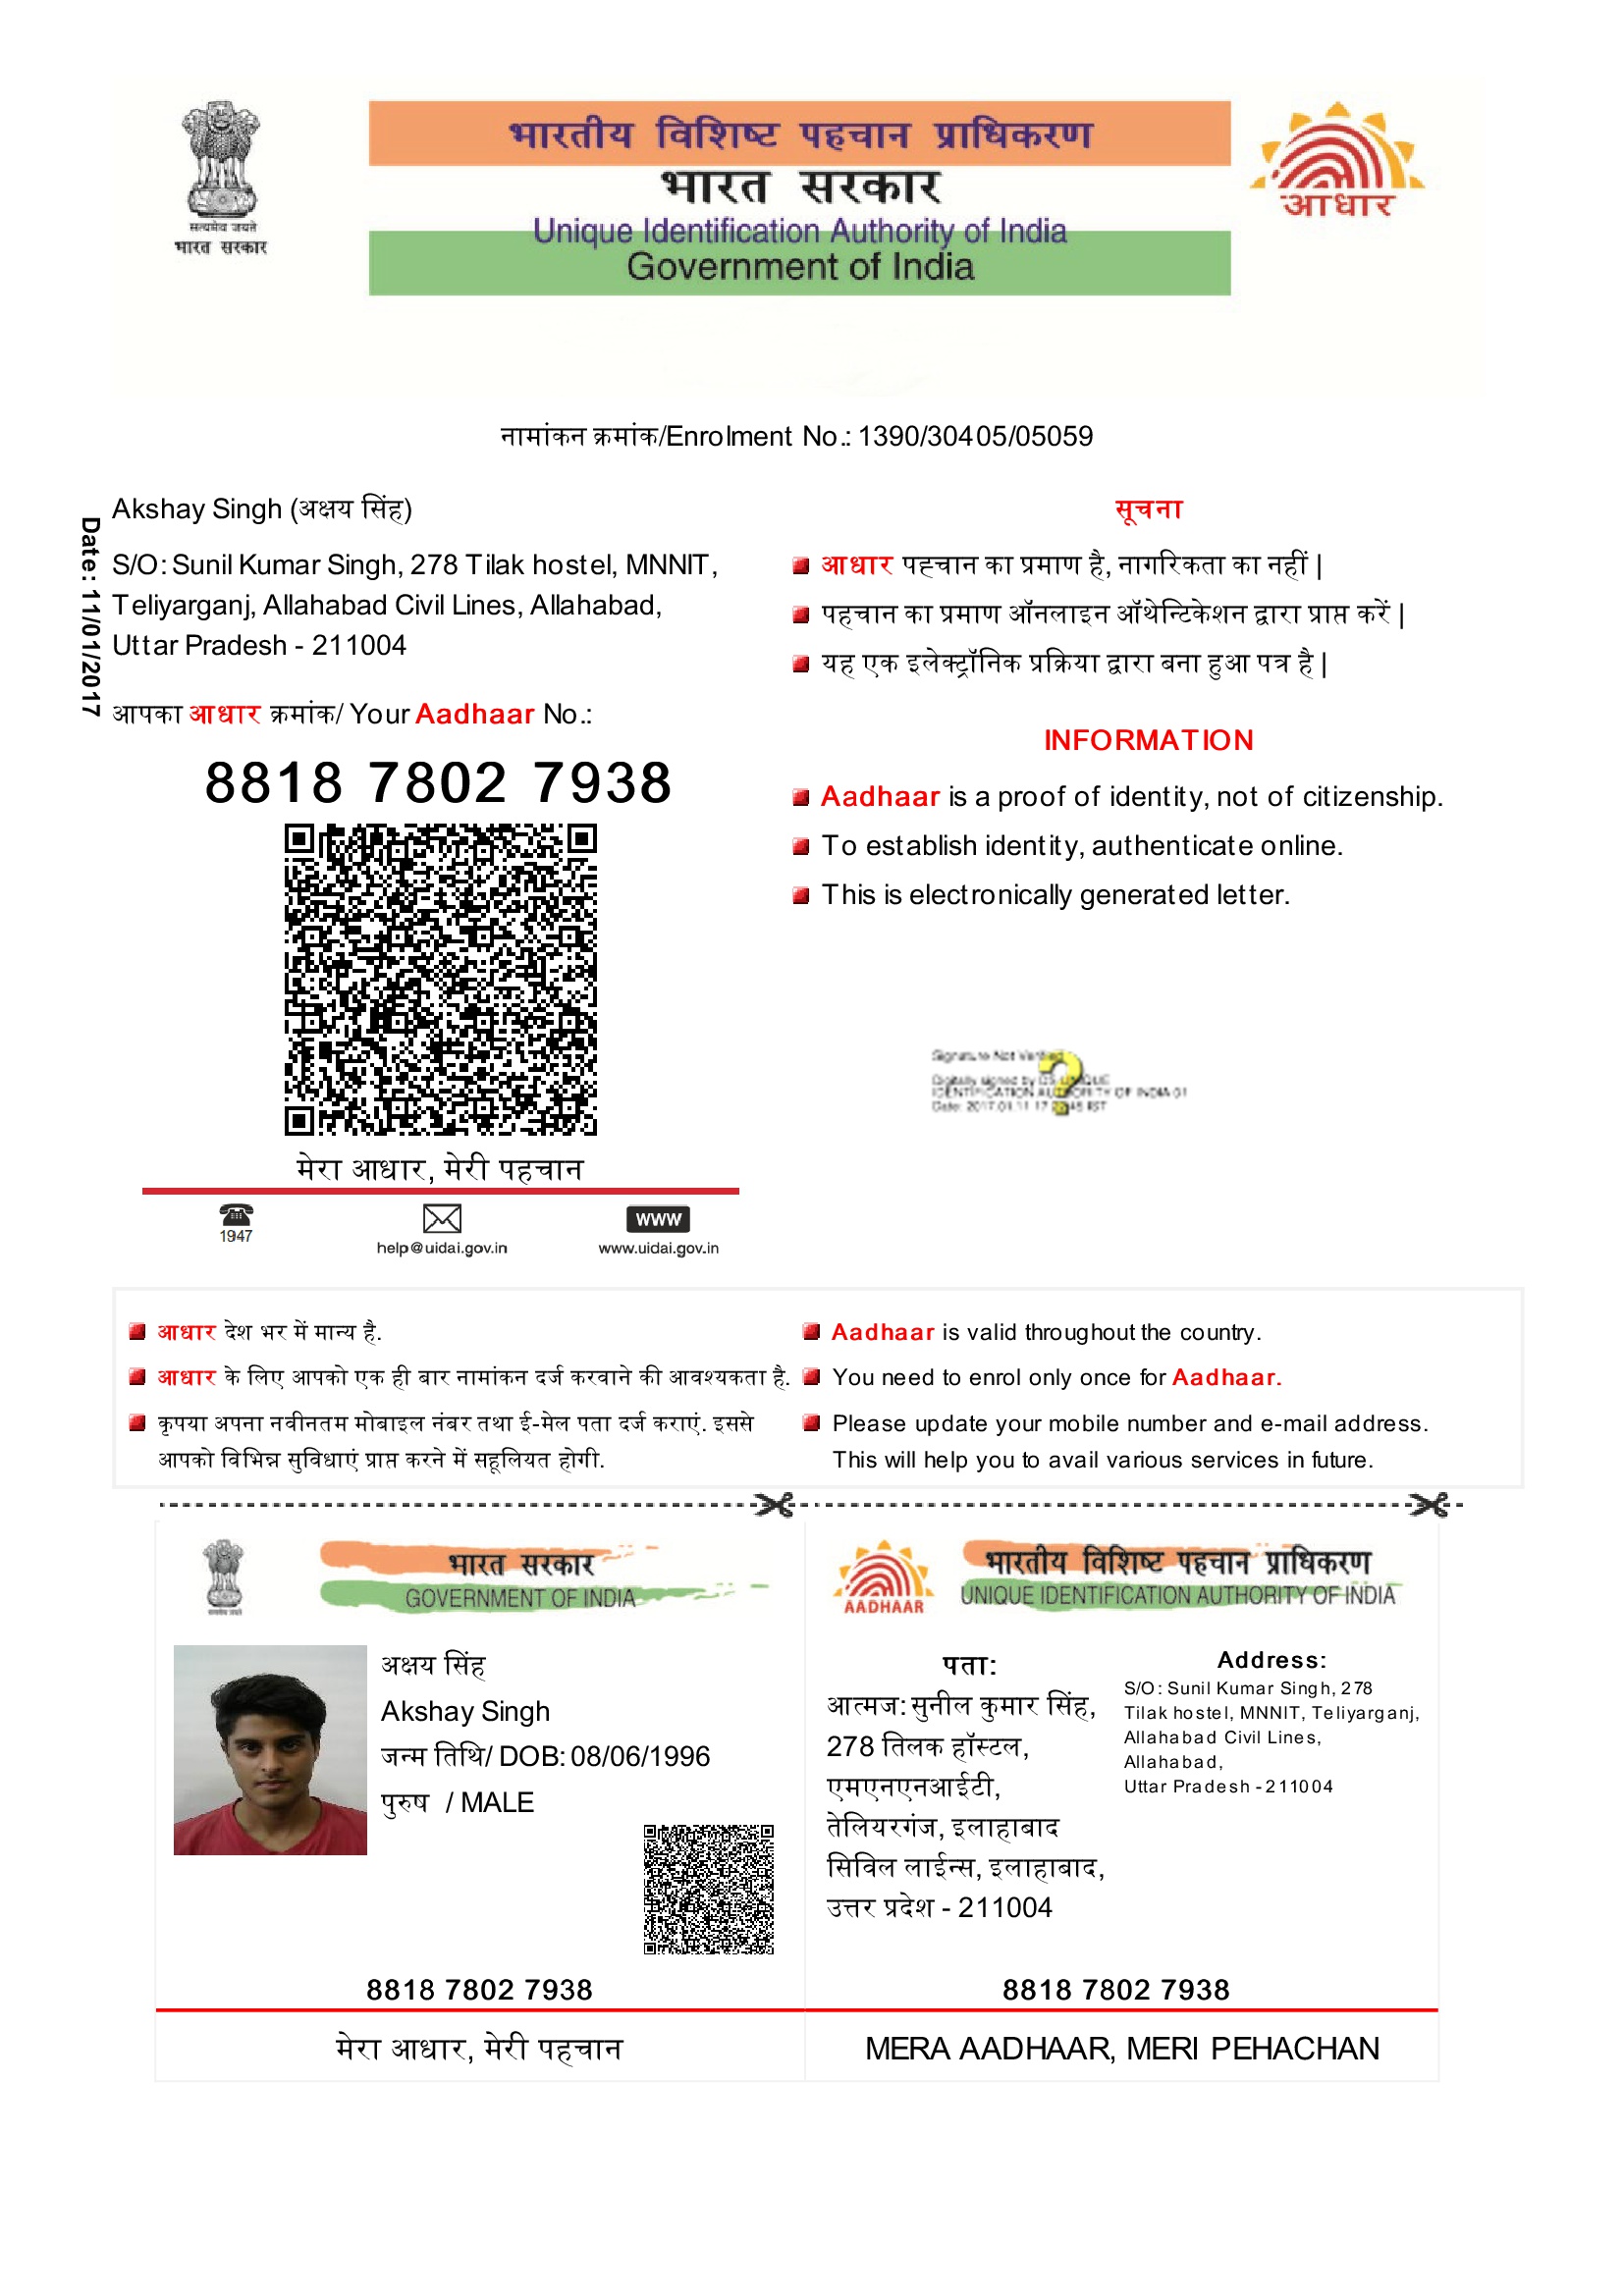 भारतीय विशिष्ट पहचान प्राधिकरण
भारत सरकार
Unique Identification Authority of India
Government of India
सत्यमेव जयते
भारत सरकार
आधार
नामांकन क्रमांक/Enrolment No.: 1390/30405/05059
Date: 11/01/2017
Akshay Singh (अक्षय सिंह)
S/O: Sunil Kumar Singh, 278 Tilak hostel, MNNIT,
Teliyarganj, Allahabad Civil Lines, Allahabad,
Uttar Pradesh - 211004
आपका आधार क्रमांक/ Your Aadhaar No.:
8818 7802 7938
मेरा आधार, मेरी पहचान
1947
help@uidai.gov.in
WWW
www.uidai.gov.in
सूचना
आधार पहचान का प्रमाण है, नागरिकता का नहीं |
पहचान का प्रमाण ऑनलाइन ऑथेन्टिकेशन द्वारा प्राप्त करें |
यह एक इलेक्ट्रॉनिक प्रक्रिया द्वारा बना हुआ पत्र है |
INFORMATION
Aadhaar is a proof of identity, not of citizenship.
To establish identity, authenticate online.
This is electronically generated letter.
Signature Not Verified
Digitally signed by DS UNIQUE
IDENTIFICATION AUTHORITY OF INDIA 01
Date: 2017.01.11 17
IST
आधार देश भर में मान्य है.
आधार के लिए आपको एक ही बार नामांकन दर्ज करवाने की आवश्यकता है.
कृपया अपना नवीनतम मोबाइल नंबर तथा ई-मेल पता दर्ज कराएं. इससे
आपको विभिन्न सुविधाएं प्राप्त करने में सहूलियत होगी.
Aadhaar is valid throughout the country.
You need to enrol only once for Aadhaar.
Please update your mobile number and e-mail address.
This will help you to avail various services in future.
भारत सरकार
GOVERNMENT OF INDIA
अक्षय सिंह
Akshay Singh
जन्म तिथि/ DOB: 08/06/1996
पुरुष / MALE
8818 7802 7938
मेरा आधार, मेरी पहचान
AADHAAR
भारतीय विशिष्ट पहचान प्राधिकरण
UNIQUE IDENTIFICATION AUTHORITY OF INDIA
पता:
आत्मज: सुनील कुमार सिंह,
278 तिलक हॉस्टल,
एमएनएनआईटी,
तेलियरगंज, इलाहाबाद
सिविल लाईन्स, इलाहाबाद,
उत्तर प्रदेश - 211004
Address:
S/O: Sunil Kumar Singh, 278
Tilak hostel, MNNIT, Teliyarganj,
Allahabad Civil Lines,
Allahabad,
Uttar Pradesh - 211004
8818 7802 7938
MERA AADHAAR, MERI PEHACHAN